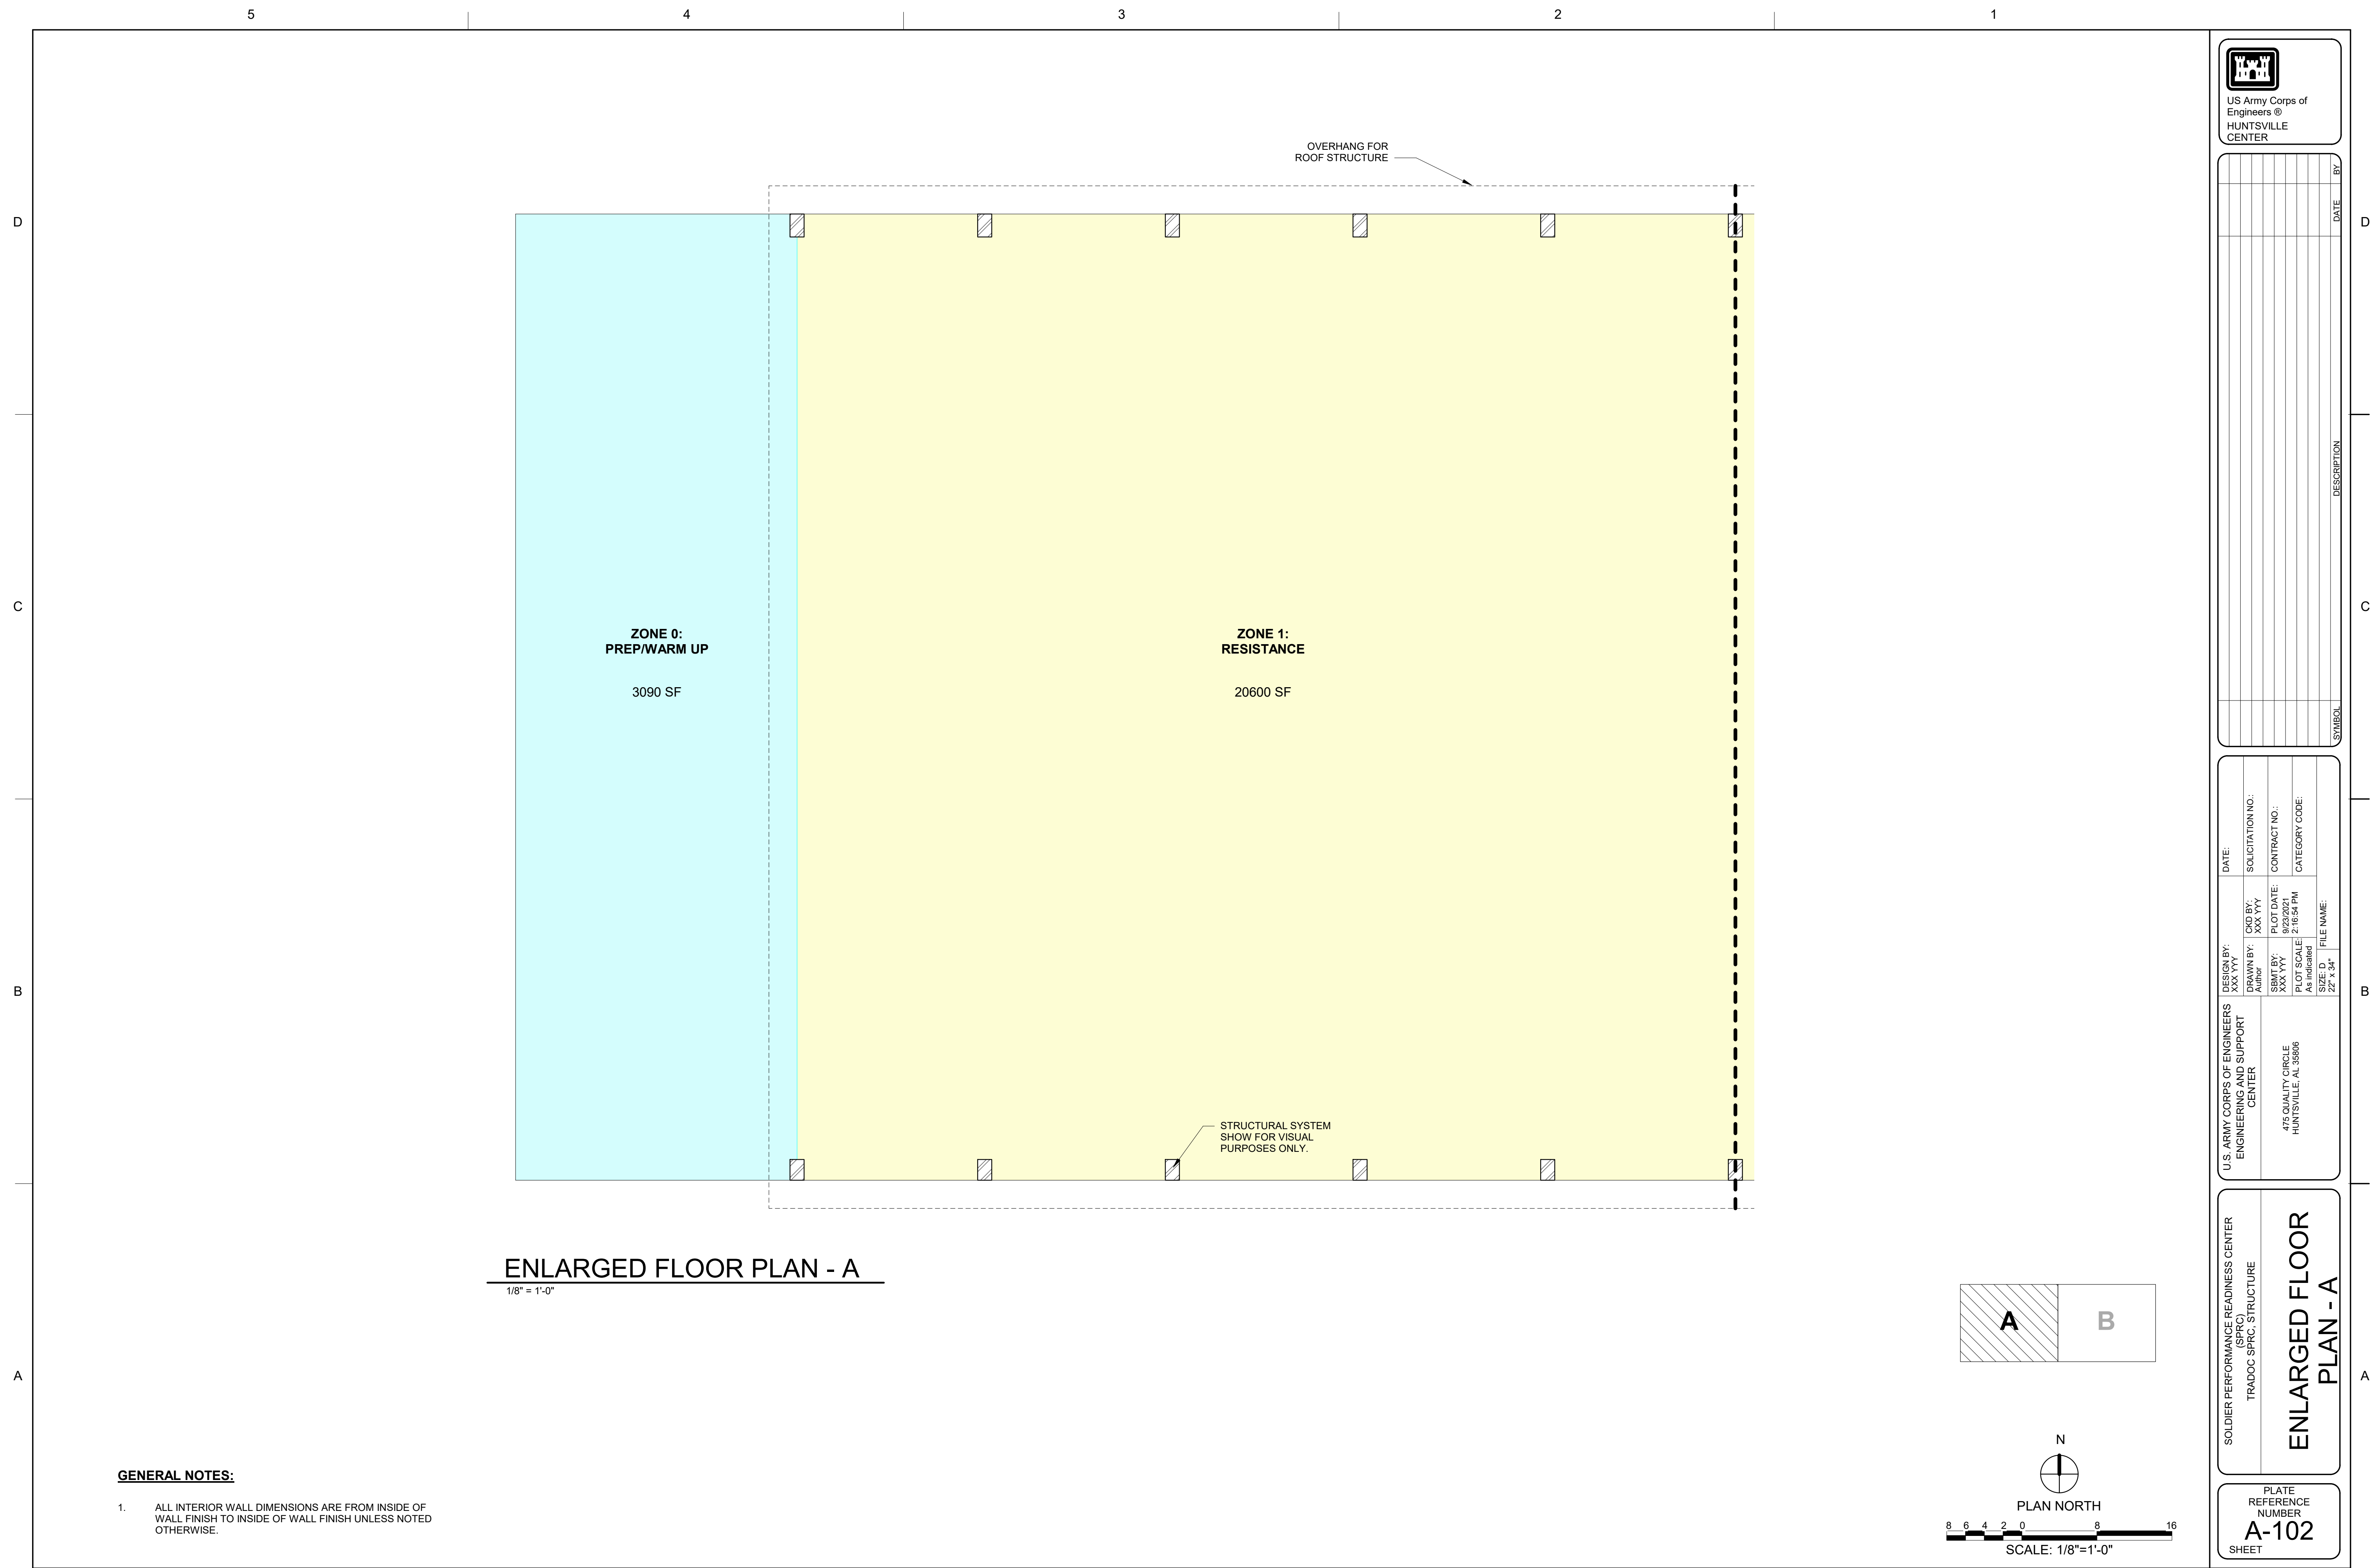 5
4
3
2
1
D
C
B
A
D
C
B
A
OVERHANG FOR
ROOF STRUCTURE
ZONE 0:
PREP/WARM UP
3090 SF
ZONE 1:
RESISTANCE
20600 SF
STRUCTURAL SYSTEM
SHOW FOR VISUAL
PURPOSES ONLY.
ENLARGED FLOOR PLAN - A
1/8" = 1'-0"
GENERAL NOTES:
1. ALL INTERIOR WALL DIMENSIONS ARE FROM INSIDE OF
WALL FINISH TO INSIDE OF WALL FINISH UNLESS NOTED
OTHERWISE.
A
B
N
PLAN NORTH
8 6 4 2 0 8 16
SCALE: 1/8"=1'-0"
US Army Corps of
Engineers ®
HUNTSVILLE
CENTER
SYMBOL
DESCRIPTION
DATE
BY
DESIGN BY:
XXX YYY
DATE:
DRAWN BY:
Author
CKD BY:
XXX YYY
SOLICITATION NO.:
SBMT BY:
XXX YYY
PLOT DATE:
9/23/2021
2:16:54 PM
CONTRACT NO.:
PLOT SCALE:
As indicated
CATEGORY CODE:
SIZE: D
22" x 34"
FILE NAME:
U.S. ARMY CORPS OF ENGINEERS
ENGINEERING AND SUPPORT
CENTER
475 QUALITY CIRCLE
HUNTSVILLE, AL 35806
SOLDIER PERFORMANCE READINESS CENTER
(SPRC)
TRADOC SPRC, STRUCTURE
ENLARGED FLOOR
PLAN - A
PLATE
REFERENCE
NUMBER
A-102
SHEET